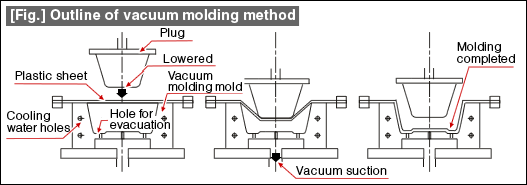 [Fig.] Outline of vacuum molding method
Plug
Lowered
Plastic sheet
Vacuum
molding mold
Cooling
water holes
Hole for
evacuation
Vacuum suction
Molding
completed